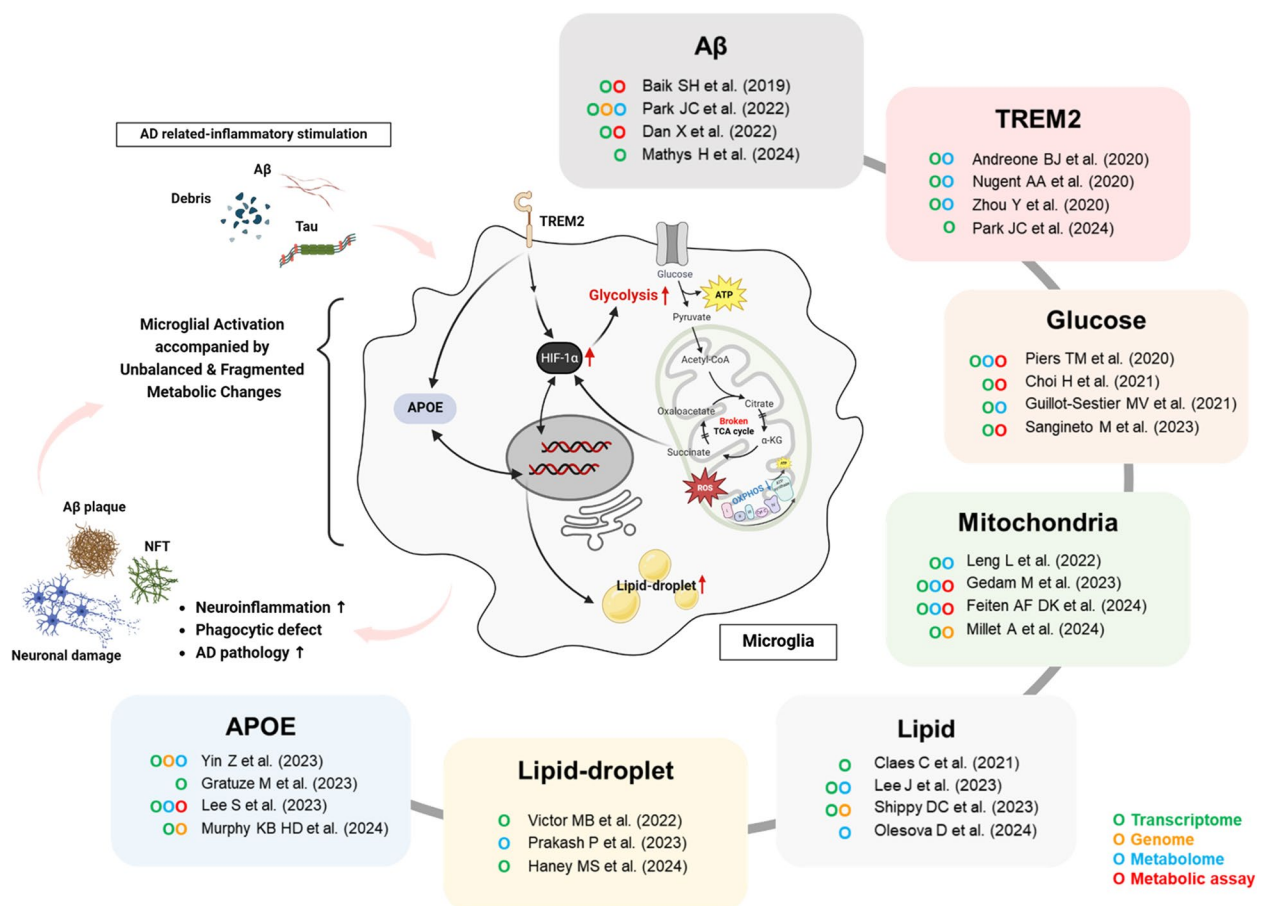 Aβ
Baik SH et al. (2019)
Park JC et al. (2022)
Dan X et al. (2022)
Mathys H et al. (2024)
TREM2
Andreone BJ et al. (2020)
Nugent AA et al. (2020)
Zhou Y et al. (2020)
Park JC et al. (2024)
Glucose
Piers TM et al. (2020)
Choi H et al. (2021)
Guillot-Sestier MV et al. (2021)
Sangineto M et al. (2023)
Mitochondria
Leng L et al. (2022)
Gedam M et al. (2023)
Feiten AF DK et al. (2024)
Millet A et al. (2024)
Lipid
Claes C et al. (2021)
Lee J et al. (2023)
Shippy DC et al. (2023)
Olesova D et al. (2024)
Lipid-droplet
Victor MB et al. (2022)
Prakash P et al. (2023)
Haney MS et al. (2024)
APOE
Yin Z et al. (2023)
Gratuze M et al. (2023)
Lee S et al. (2023)
Murphy KB HD et al. (2024)
AD related-inflammatory stimulation
Aβ
Debris
Tau
Microglial Activation
accompanied by
Unbalanced & Fragmented
Metabolic Changes
Aβ plaque
NFT
Neuronal damage
• Neuroinflammation ↑
• Phagocytic defect
• AD pathology ↑
TREM2
Glucose
Glycolysis ↑
ATP
Pyruvate
HIF-1α ↑
Acetyl-CoA
APOE
Oxaloacetate
Citrate
Broken
TCA cycle
α-KG
Succinate
ROS
OXPHOS ↓
ATP
Lipid-droplet ↑
Microglia
O Transcriptome
O Genome
O Metabolome
O Metabolic assay